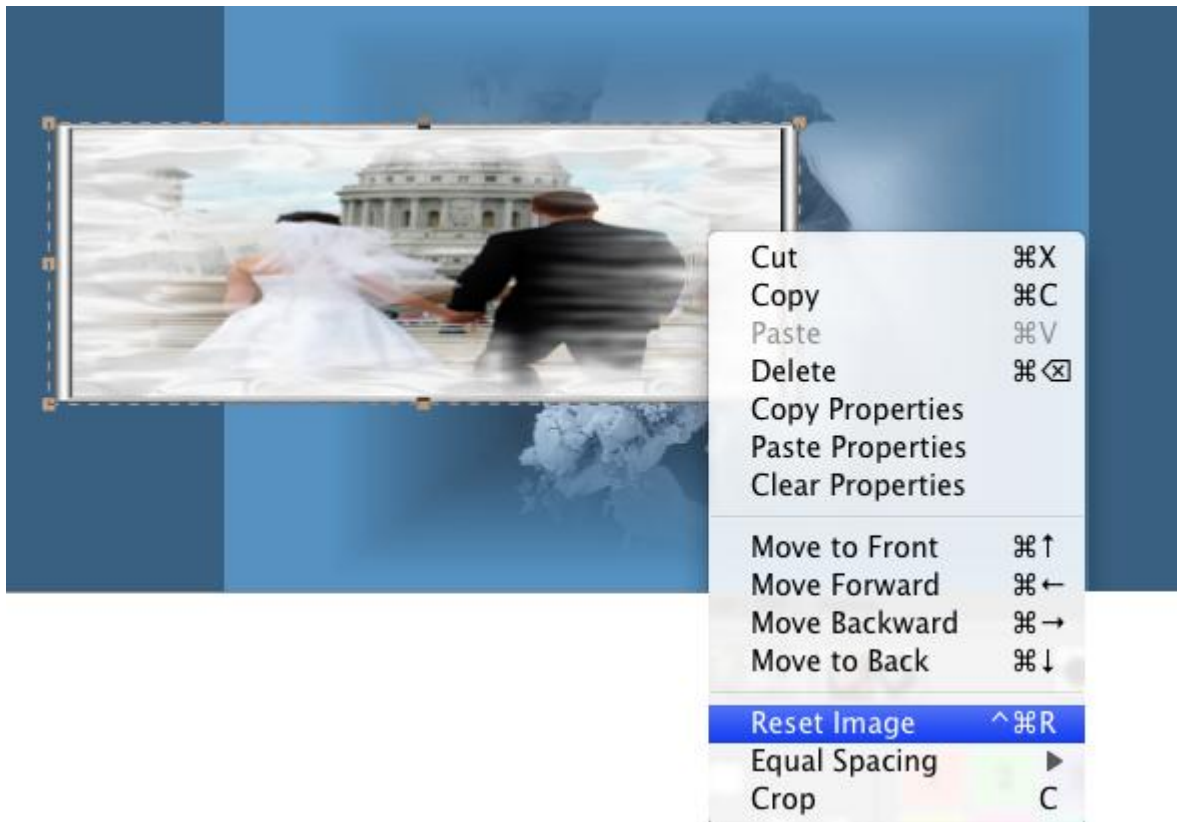 Cut ⌘X
Copy ⌘C
Paste ⌘V
Delete ⌘⌫
Copy Properties
Paste Properties
Clear Properties
Move to Front ⌘↑
Move Forward ⌘←
Move Backward ⌘→
Move to Back ⌘↓
Reset Image ^⌘R
Equal Spacing ▶
Crop C